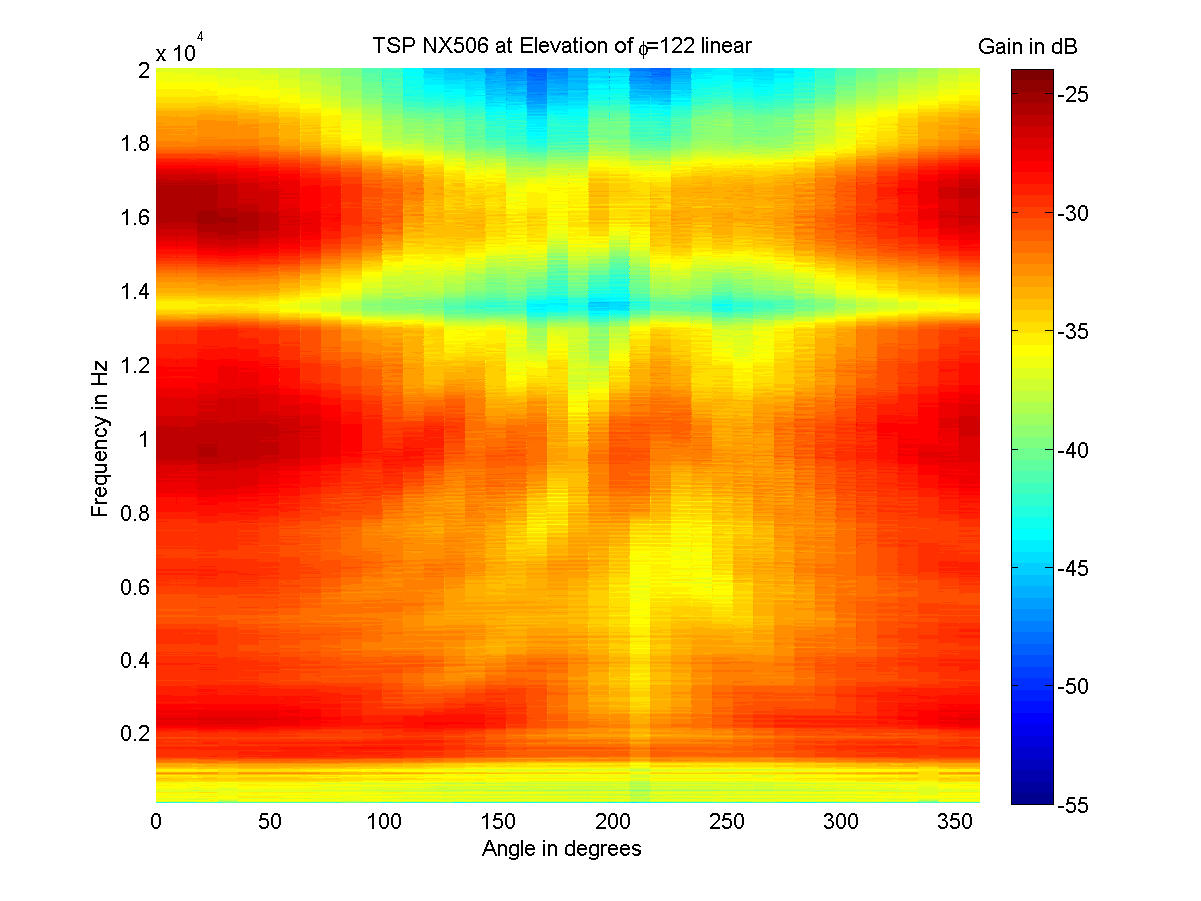 TSP NX506 at Elevation of ϕ=122 linear
Gain in dB
x 10^4
2
1.8
1.6
1.4
1.2
1
0.8
0.6
0.4
0.2
Frequency in Hz
0 50 100 150 200 250 300 350
Angle in degrees
-25
-30
-35
-40
-45
-50
-55